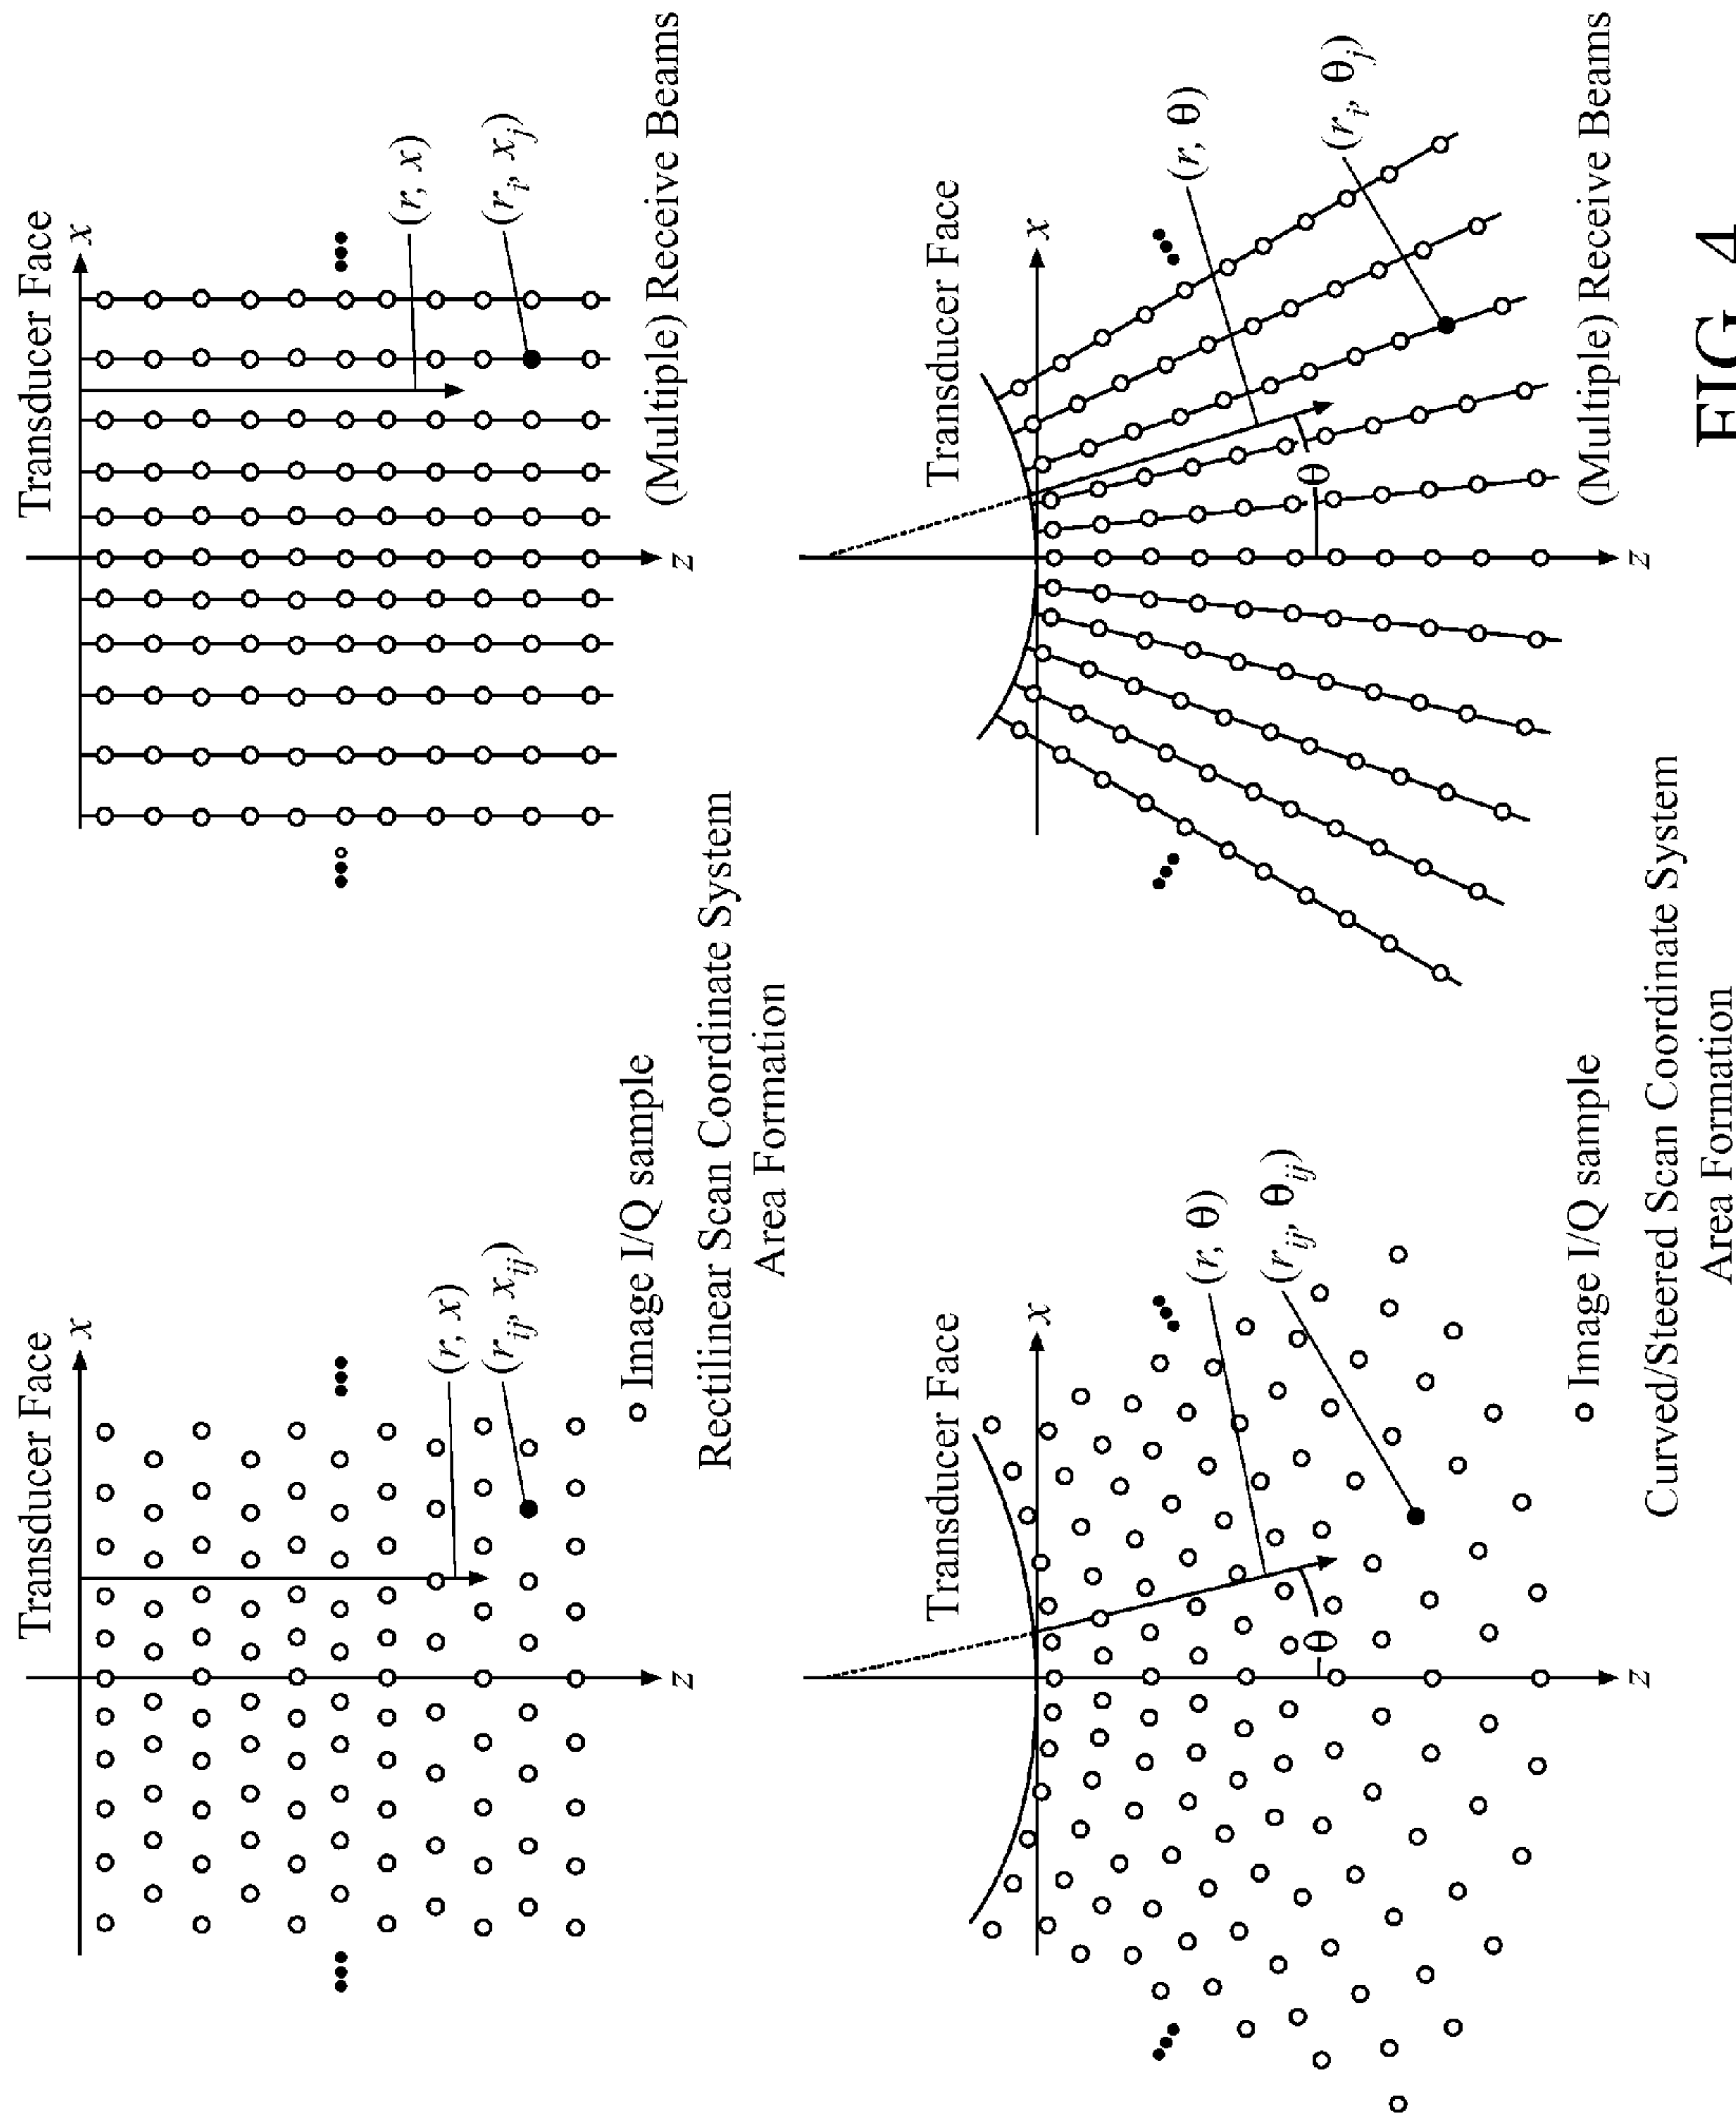 Transducer Face
x
(r, x)
(r_ij, x_ij)
z
Image I/Q sample
Transducer Face
x
(r, x)
(r_i, x_j)
z
(Multiple) Receive Beams
Rectilinear Scan Coordinate System
Area Formation
Transducer Face
x
(r, θ)
(r_ij, θ_ij)
θ
z
Image I/Q sample
Transducer Face
x
(r, θ)
(r_i, θ_j)
θ
z
(Multiple) Receive Beams
Curved/Steered Scan Coordinate System
Area Formation
FIG. 4